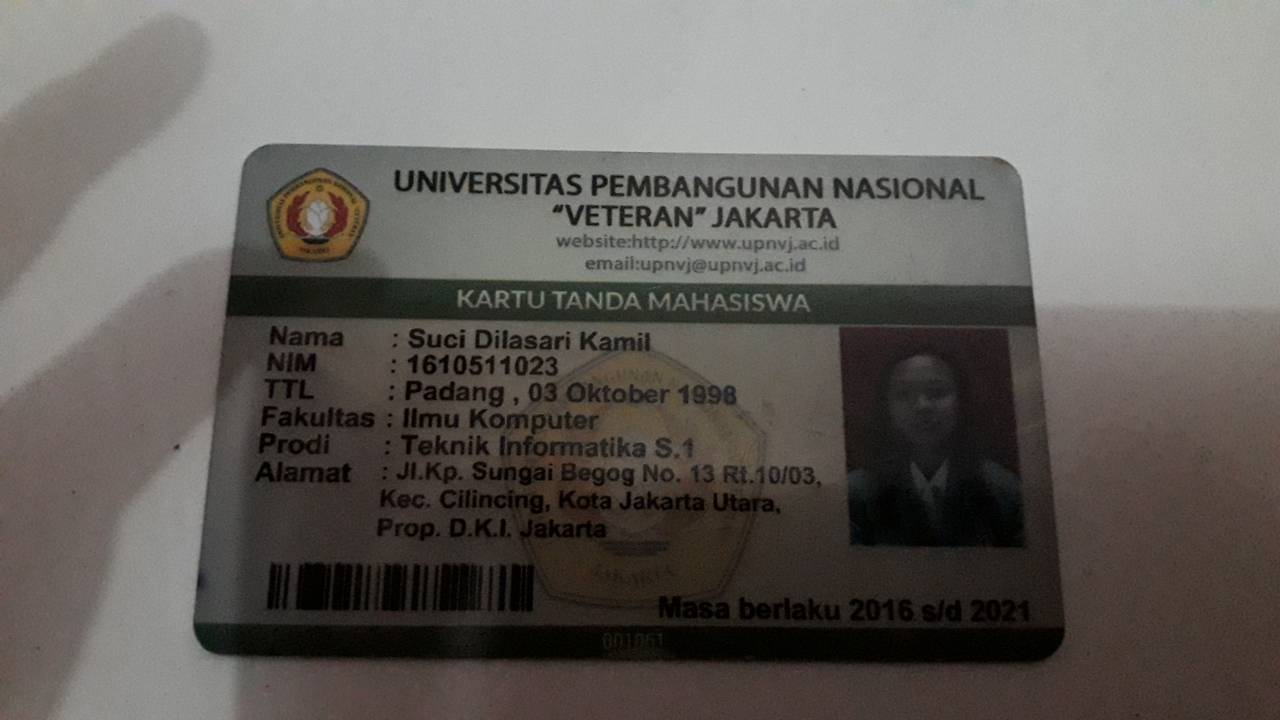 UNIVERSITAS PEMBANGUNAN NASIONAL
"VETERAN" JAKARTA
website:http://www.upnvj.ac.id
email:upnvj@upnvj.ac.id
KARTU TANDA MAHASISWA
Nama : Suci Dilasari Kamil
NIM : 1610511023
TTL : Padang , 03 Oktober 1998
Fakultas : Ilmu Komputer
Prodi : Teknik Informatika S.1
Alamat : Jl.Kp. Sungai Begog No. 13 Rt.10/03,
Kec. Cilincing, Kota Jakarta Utara,
Prop. D.K.I. Jakarta
JAKARTA
Masa berlaku 2016 s/d 2021
001061